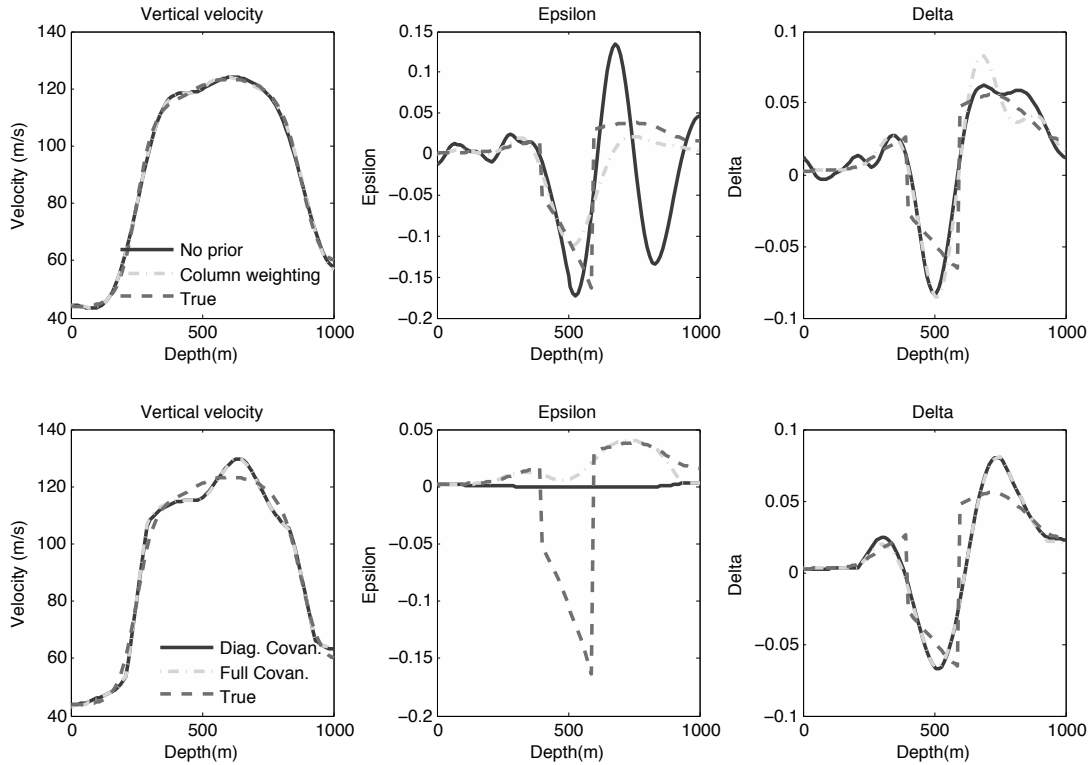 Vertical velocity
140
120
100
80
60
40
Velocity (m/s)
No prior
Column weighting
True
0
500
1000
Depth(m)
Epsilon
0.15
0.1
0.05
0
−0.05
−0.1
−0.15
−0.2
Epsilon
0
500
1000
Depth(m)
Delta
0.1
0.05
0
−0.05
−0.1
Delta
0
500
1000
Depth(m)
Vertical velocity
140
120
100
80
60
40
Velocity (m/s)
Diag. Covan.
Full Covan.
True
0
500
1000
Depth(m)
Epsilon
0.05
0
−0.05
−0.1
−0.15
−0.2
Epsilon
0
500
1000
Depth(m)
Delta
0.1
0.05
0
−0.05
−0.1
Delta
0
500
1000
Depth(m)